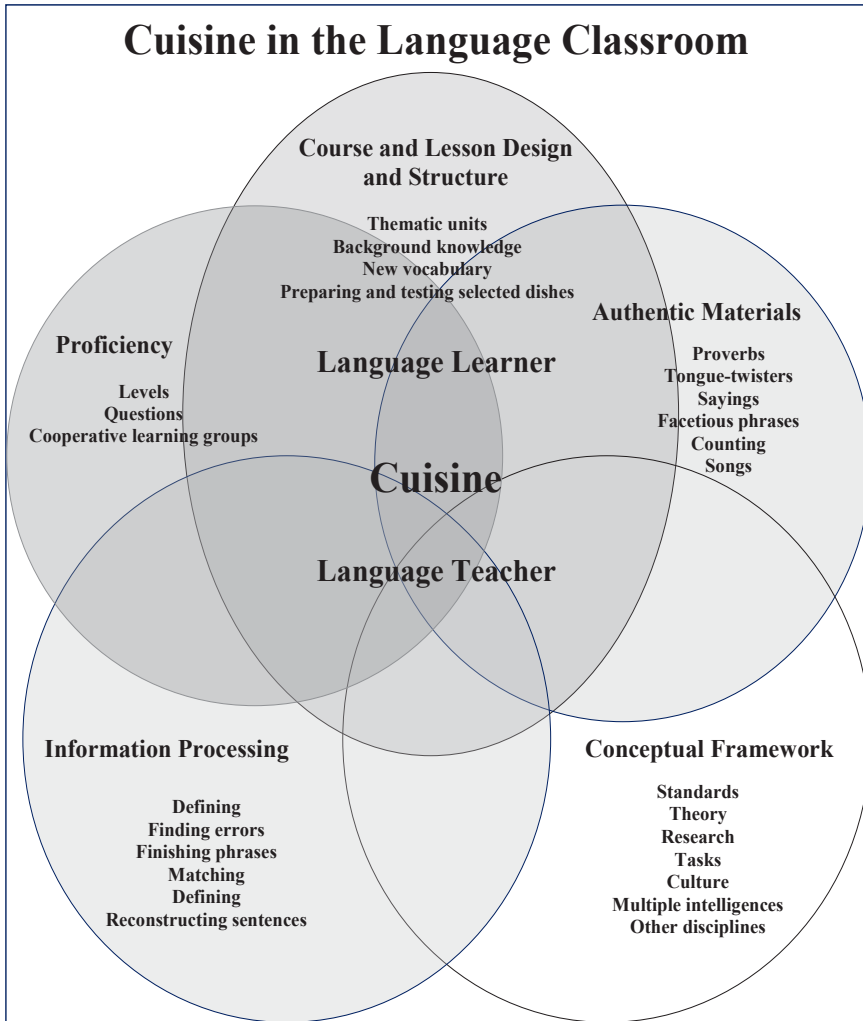 Cuisine in the Language Classroom
Course and Lesson Design
and Structure
Thematic units
Background knowledge
New vocabulary
Preparing and testing selected dishes
Authentic Materials
Proverbs
Tongue-twisters
Sayings
Facetious phrases
Counting
Songs
Proficiency
Levels
Questions
Cooperative learning groups
Language Learner
Cuisine
Language Teacher
Information Processing
Defining
Finding errors
Finishing phrases
Matching
Defining
Reconstructing sentences
Conceptual Framework
Standards
Theory
Research
Tasks
Culture
Multiple intelligences
Other disciplines